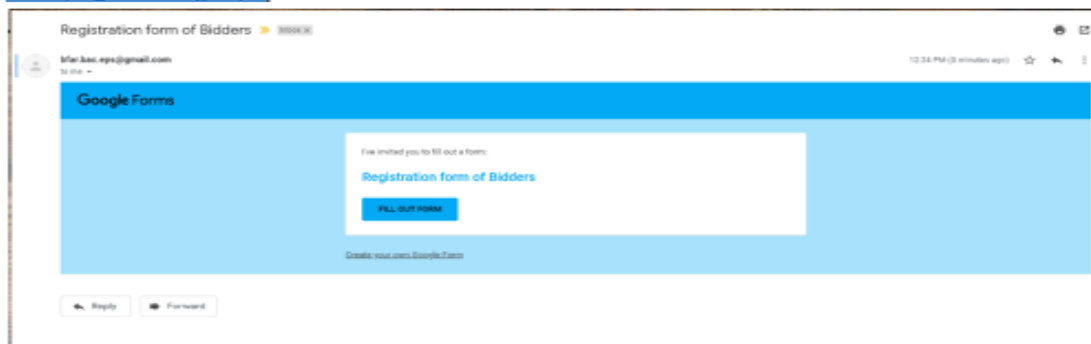 Registration form of Bidders
Inbox x
bfar.bac.eps@gmail.com
to me
12:34 PM (0 minutes ago)
Google Forms
I've invited you to fill out a form:
Registration form of Bidders
FILL OUT FORM
Create your own Google Form
Reply
Forward